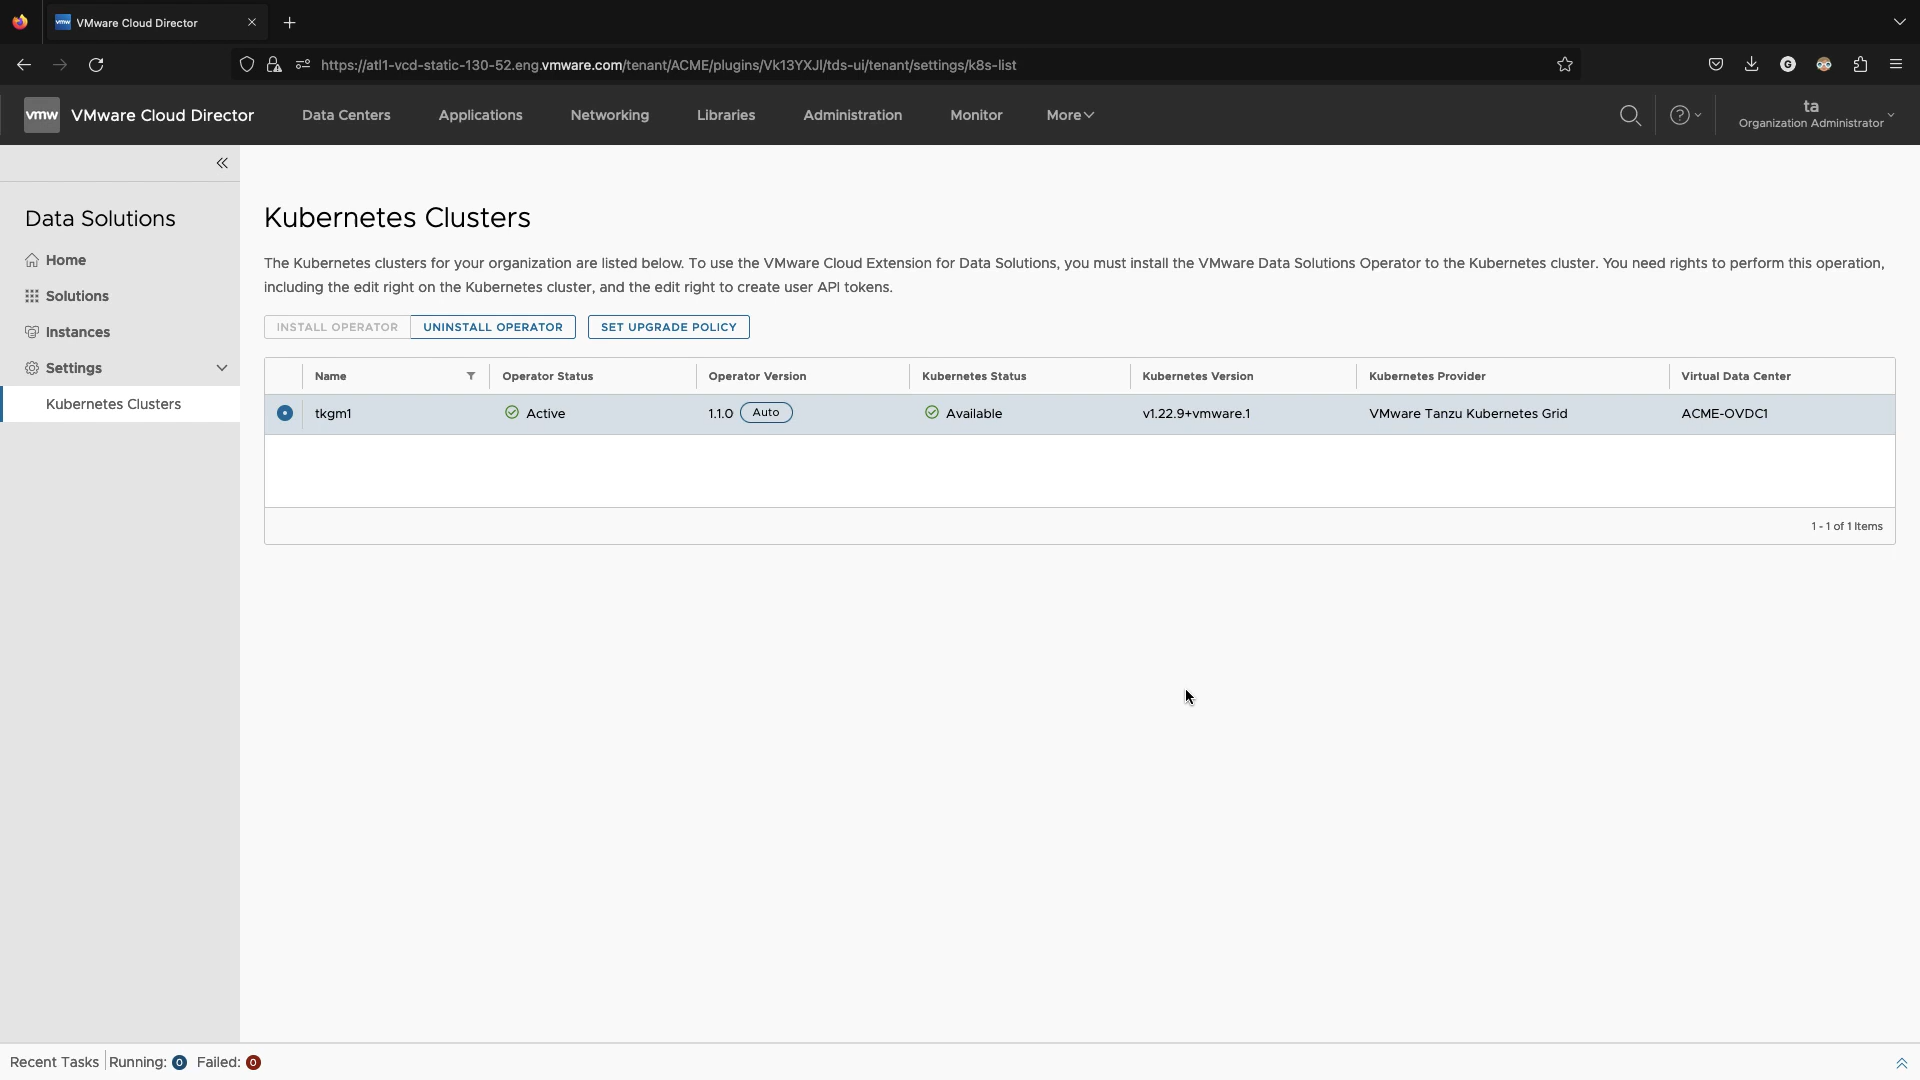 VMware Cloud Director
https://atl1-vcd-static-130-52.eng.vmware.com/tenant/ACME/plugins/Vk13YXJl/tds-ui/tenant/settings/k8s-list
vmw VMware Cloud Director Data Centers Applications Networking Libraries Administration Monitor More
ta
Organization Administrator
Data Solutions
Home
Solutions
Instances
Settings
Kubernetes Clusters
Kubernetes Clusters
The Kubernetes clusters for your organization are listed below. To use the VMware Cloud Extension for Data Solutions, you must install the VMware Data Solutions Operator to the Kubernetes cluster. You need rights to perform this operation,
including the edit right on the Kubernetes cluster, and the edit right to create user API tokens.
INSTALL OPERATOR UNINSTALL OPERATOR SET UPGRADE POLICY
Name Operator Status Operator Version Kubernetes Status Kubernetes Version Kubernetes Provider Virtual Data Center
tkgm1 Active 1.1.0 Auto Available v1.22.9+vmware.1 VMware Tanzu Kubernetes Grid ACME-OVDC1
1 - 1 of 1 Items
Recent Tasks Running: 0 Failed: 0